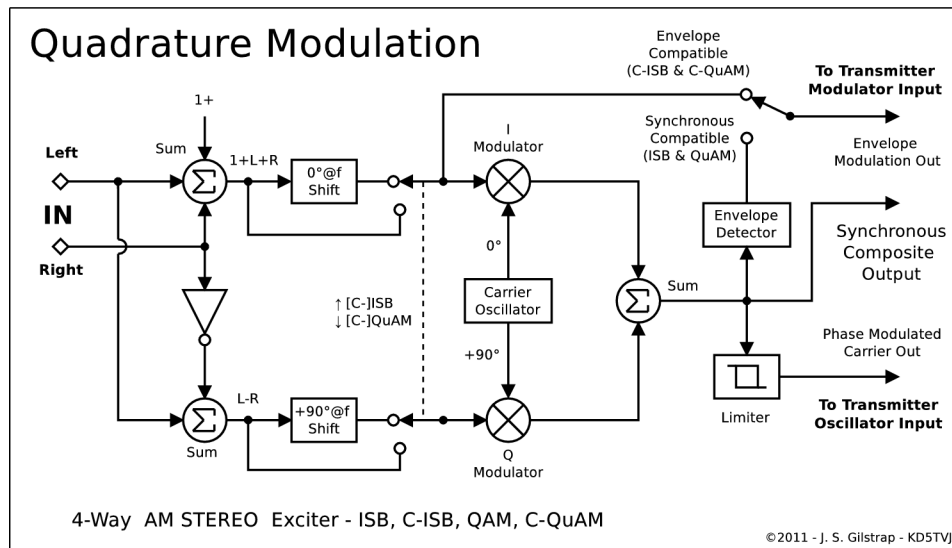 Quadrature Modulation
Envelope
Compatible
(C-ISB & C-QuAM)
To Transmitter
Modulator Input
1+
Sum
Left
1+L+R
0°@f
Shift
I
Modulator
Synchronous
Compatible
(ISB & QuAM)
Envelope
Modulation Out
Σ
IN
Right
0°
Envelope
Detector
Synchronous
Composite
Output
↑ [C-]ISB
↓ [C-]QuAM
Carrier
Oscillator
Σ
Sum
+90°
Phase Modulated
Carrier Out
L-R
+90°@f
Shift
Σ
Sum
Q
Modulator
Limiter
To Transmitter
Oscillator Input
4-Way AM STEREO Exciter - ISB, C-ISB, QAM, C-QuAM
©2011 - J. S. Gilstrap - KD5TVJ